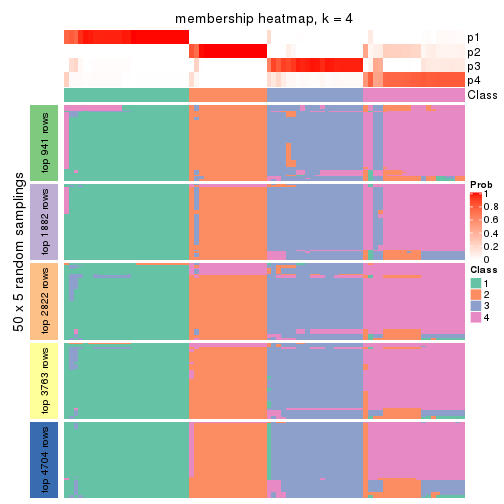 membership heatmap, k = 4
p1
p2
p3
p4
Class
50 x 5 random samplings
top 941 rows
top 1882 rows
top 2822 rows
top 3763 rows
top 4704 rows
Prob
1
0.8
0.6
0.4
0.2
0
Class
1
2
3
4